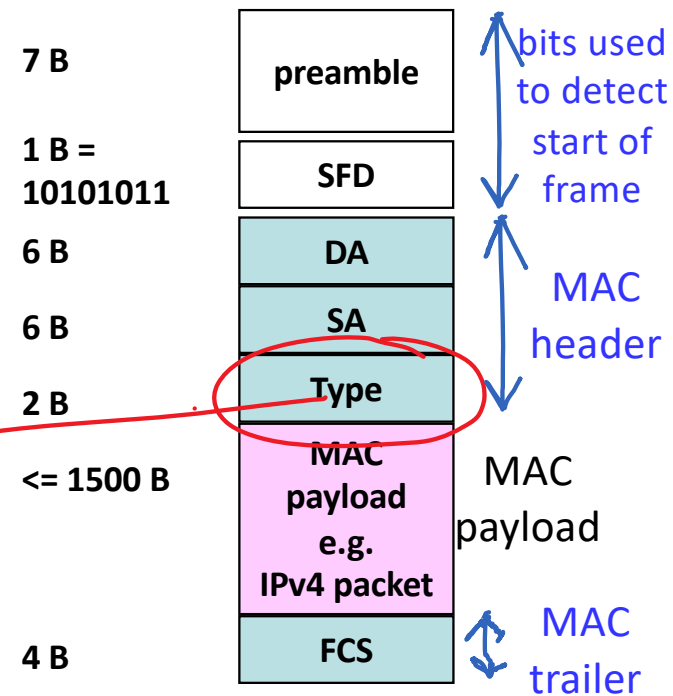 7 B
preamble
bits used
to detect
start of
frame
1 B =
10101011
SFD
6 B
DA
MAC
header
6 B
SA
2 B
Type
<= 1500 B
MAC
payload
e.g.
IPv4 packet
MAC
payload
4 B
FCS
MAC
trailer